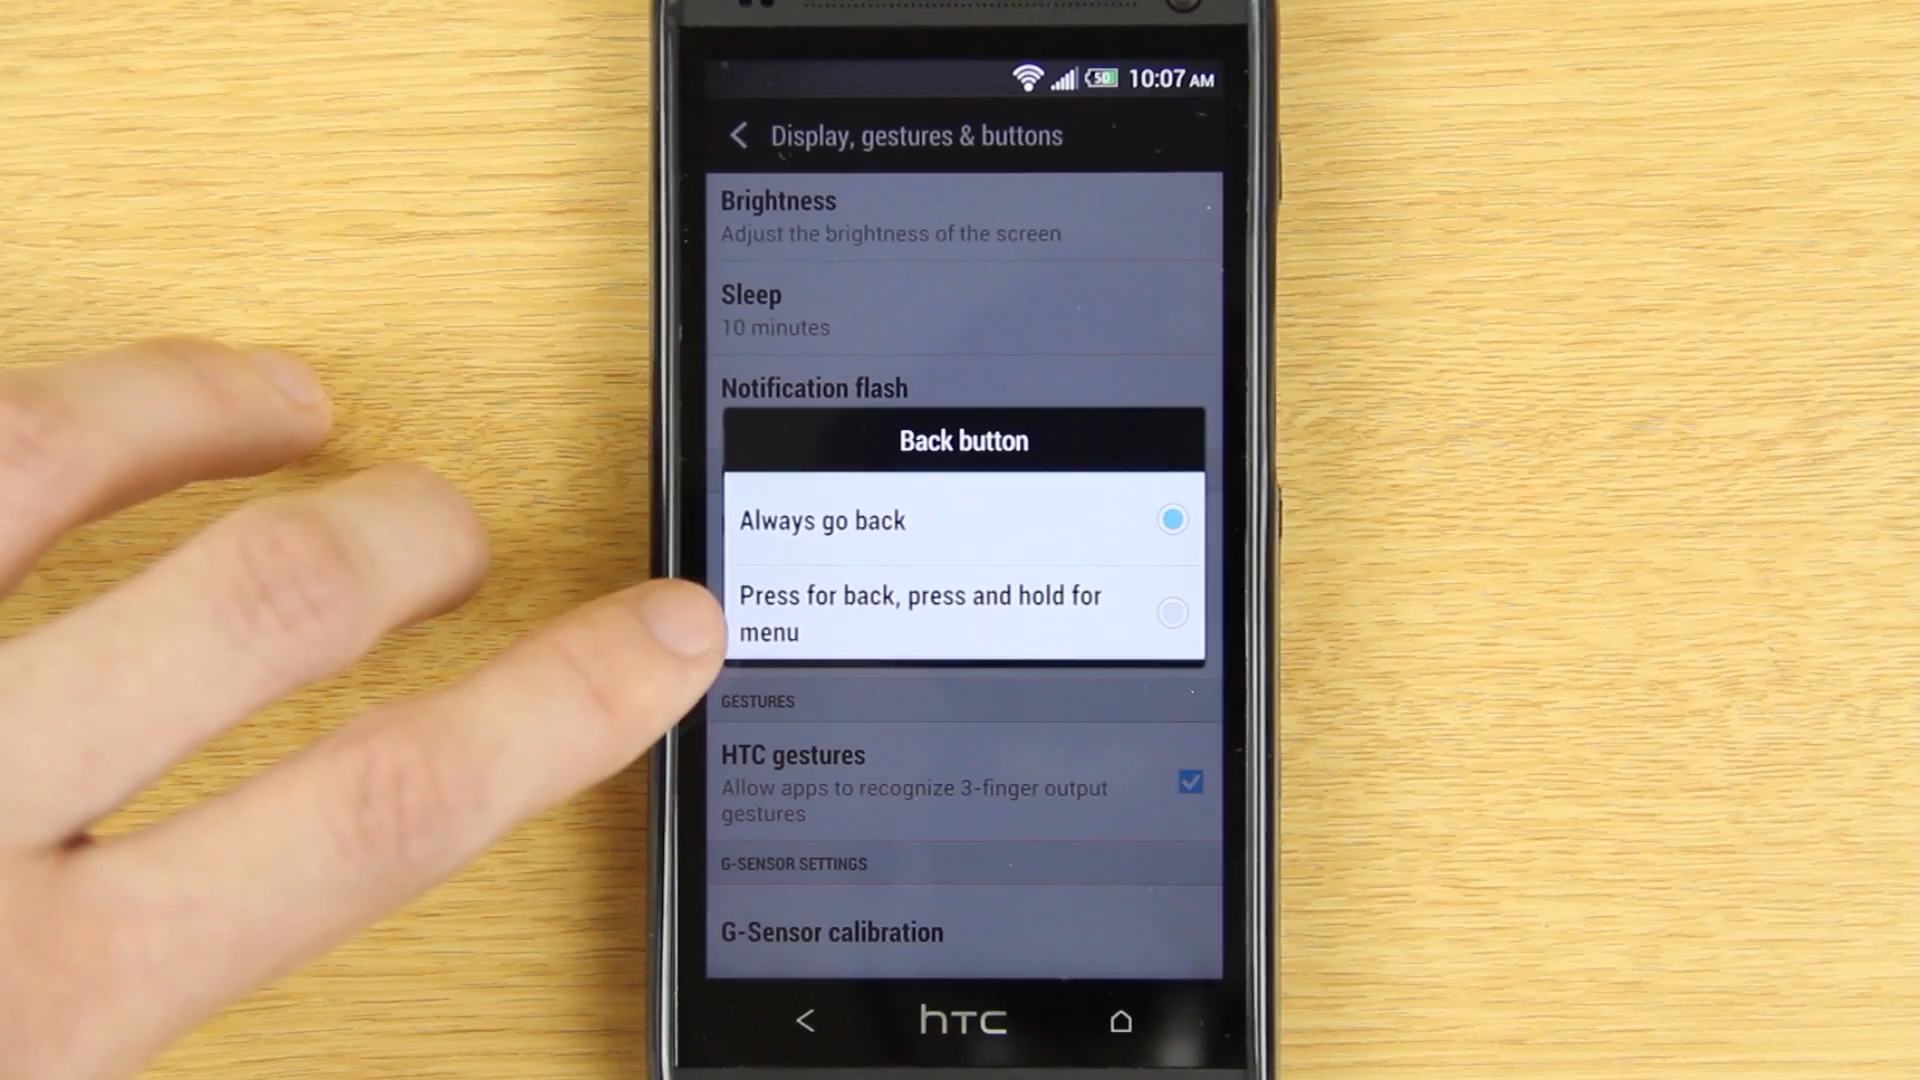 50 10:07 AM
Display, gestures & buttons
Brightness
Adjust the brightness of the screen
Sleep
10 minutes
Notification flash
Back button
Always go back
Press for back, press and hold for
menu
GESTURES
HTC gestures
Allow apps to recognize 3-finger output
gestures
G-SENSOR SETTINGS
G-Sensor calibration
hTC